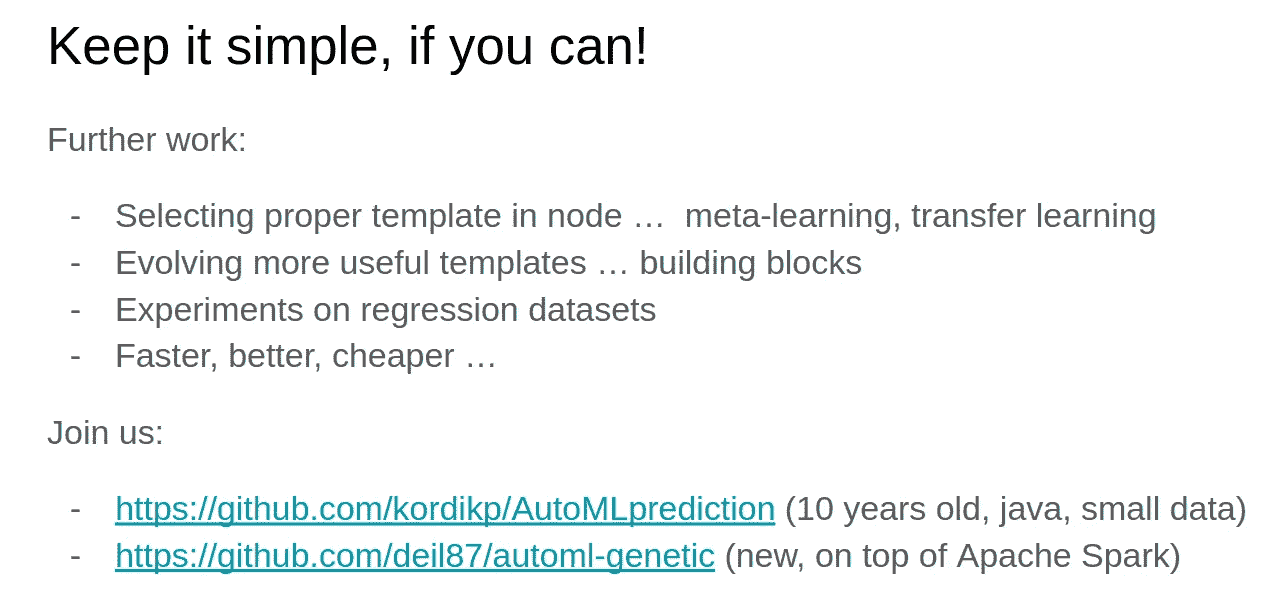 Keep it simple, if you can!
Further work:
- Selecting proper template in node …  meta-learning, transfer learning
- Evolving more useful templates … building blocks
- Experiments on regression datasets
- Faster, better, cheaper …
Join us:
- https://github.com/kordikp/AutoMLprediction (10 years old, java, small data)
- https://github.com/deil87/automl-genetic (new, on top of Apache Spark)